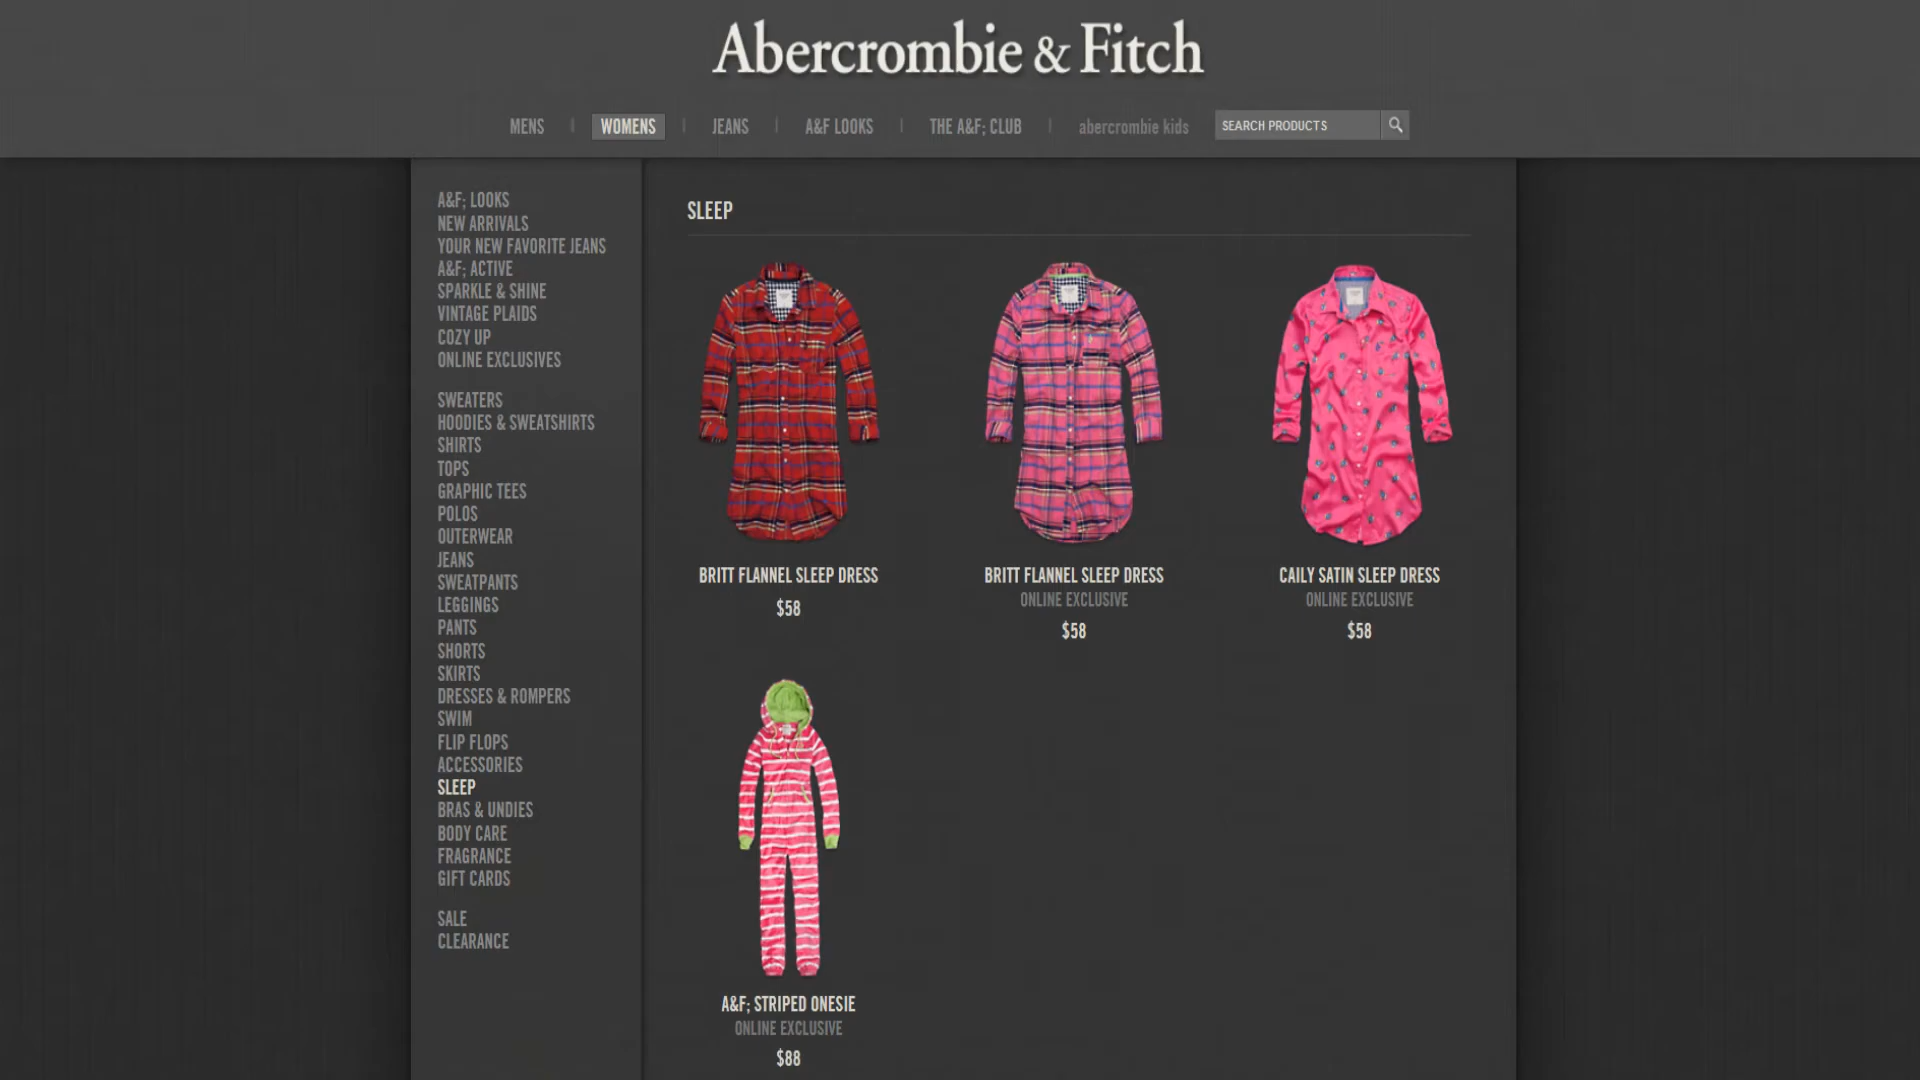 Abercrombie & Fitch
MENS
WOMENS
JEANS
A&F LOOKS
THE A&F; CLUB
abercrombie kids
SEARCH PRODUCTS
A&F; LOOKS
NEW ARRIVALS
YOUR NEW FAVORITE JEANS
A&F; ACTIVE
SPARKLE & SHINE
VINTAGE PLAIDS
COZY UP
ONLINE EXCLUSIVES
SWEATERS
HOODIES & SWEATSHIRTS
SHIRTS
TOPS
GRAPHIC TEES
POLOS
OUTERWEAR
JEANS
SWEATPANTS
LEGGINGS
PANTS
SHORTS
SKIRTS
DRESSES & ROMPERS
SWIM
FLIP FLOPS
ACCESSORIES
SLEEP
BRAS & UNDIES
BODY CARE
FRAGRANCE
GIFT CARDS
SALE
CLEARANCE
SLEEP
BRITT FLANNEL SLEEP DRESS
$58
BRITT FLANNEL SLEEP DRESS
ONLINE EXCLUSIVE
$58
CAILY SATIN SLEEP DRESS
ONLINE EXCLUSIVE
$58
A&F; STRIPED ONESIE
ONLINE EXCLUSIVE
$88